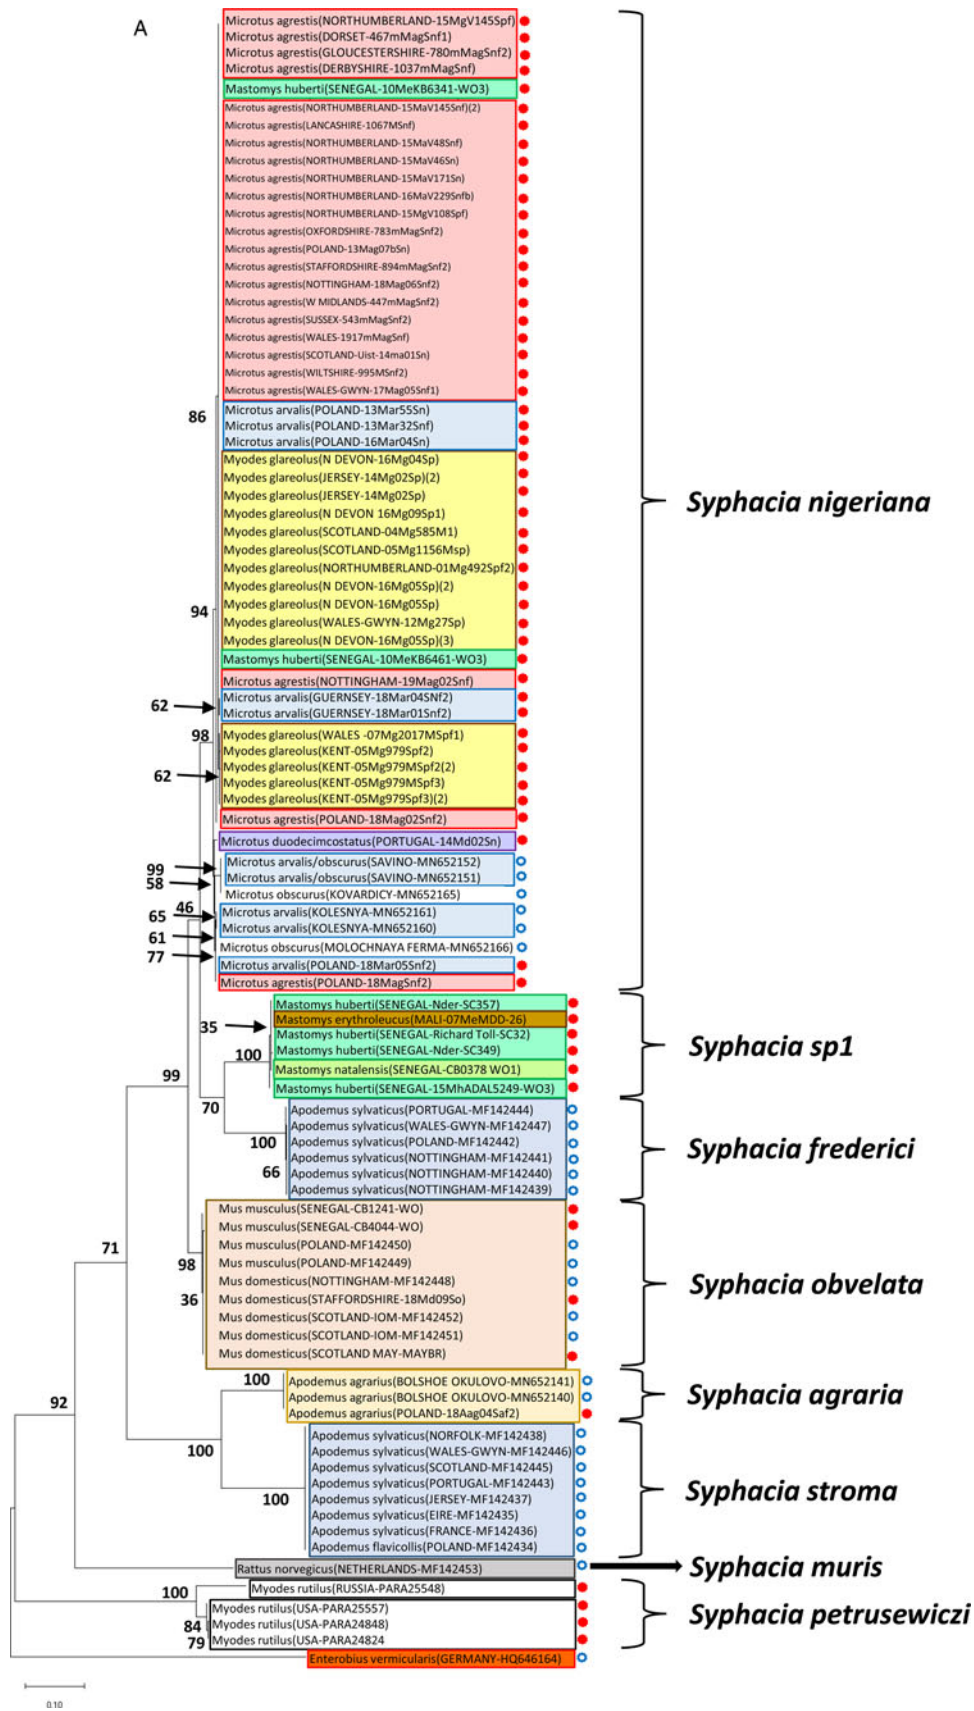 A
Microtus agrestis(NORTHUMBERLAND-15MgV145Spf)
Microtus agrestis(DORSET-467mMagSnf1)
Microtus agrestis(GLOUCESTERSHIRE-780mMagSnf2)
Microtus agrestis(DERBYSHIRE-1037mMagSnf)
Mastomys huberti(SENEGAL-10MeKB6341-WO3)
Microtus agrestis(NORTHUMBERLAND-15MaV145Snf)(2)
Microtus agrestis(LANCASHIRE-1067MSnf)
Microtus agrestis(NORTHUMBERLAND-15MaV48Snf)
Microtus agrestis(NORTHUMBERLAND-15MaV46Sn)
Microtus agrestis(NORTHUMBERLAND-15MaV171Sn)
Microtus agrestis(NORTHUMBERLAND-16MaV229Snfb)
Microtus agrestis(NORTHUMBERLAND-15MgV108Spf)
Microtus agrestis(OXFORDSHIRE-783mMagSnf2)
Microtus agrestis(POLAND-13Mag07bSn)
Microtus agrestis(STAFFORDSHIRE-894mMagSnf2)
Microtus agrestis(NOTTINGHAM-18Mag06Snf2)
Microtus agrestis(W MIDLANDS-447mMagSnf2)
Microtus agrestis(SUSSEX-543mMagSnf2)
Microtus agrestis(WALES-1917mMagSnf)
Microtus agrestis(SCOTLAND-Uist-14ma01Sn)
Microtus agrestis(WILTSHIRE-995MSnf2)
Microtus agrestis(WALES-GWYN-17Mag05Snf1)
Microtus arvalis(POLAND-13Mar55Sn)
86
Microtus arvalis(POLAND-13Mar32Snf)
Microtus arvalis(POLAND-16Mar04Sn)
Myodes glareolus(N DEVON-16Mg04Sp)
Myodes glareolus(JERSEY-14Mg02Sp)(2)
Myodes glareolus(JERSEY-14Mg02Sp)
Syphacia nigeriana
Myodes glareolus(N DEVON 16Mg09Sp1)
Myodes glareolus(SCOTLAND-04Mg585M1)
Myodes glareolus(SCOTLAND-05Mg1156Msp)
Myodes glareolus(NORTHUMBERLAND-01Mg492Spf2)
Myodes glareolus(N DEVON-16Mg05Sp)(2)
Myodes glareolus(N DEVON-16Mg05Sp)
94
Myodes glareolus(WALES-GWYN-12Mg27Sp)
Myodes glareolus(N DEVON-16Mg05Sp)(3)
Mastomys huberti(SENEGAL-10MeKB6461-WO3)
Microtus agrestis(NOTTINGHAM-19Mag02Snf)
Microtus arvalis(GUERNSEY-18Mar04SNf2)
62
Microtus arvalis(GUERNSEY-18Mar01Snf2)
98
Myodes glareolus(WALES -07Mg2017MSpf1)
Myodes glareolus(KENT-05Mg979Spf2)
Myodes glareolus(KENT-05Mg979MSpf2(2)
62
Myodes glareolus(KENT-05Mg979MSpf3)
Myodes glareolus(KENT-05Mg979Spf3)(2)
Microtus agrestis(POLAND-18Mag02Snf2)
Microtus duodecimcostatus(PORTUGAL-14Md02Sn)
Microtus arvalis/obscurus(SAVINO-MN652152)
99
Microtus arvalis/obscurus(SAVINO-MN652151)
58
Microtus obscurus(KOVARDICY-MN652165)
46
Microtus arvalis(KOLESNYA-MN652161)
65
Microtus arvalis(KOLESNYA-MN652160)
61
Microtus obscurus(MOLOCHNAYA FERMA-MN652166)
77
Microtus arvalis(POLAND-18Mar05Snf2)
Microtus agrestis(POLAND-18MagSnf2)
Mastomys huberti(SENEGAL-Nder-SC357)
Mastomys erythroleucus(MALI-07MeMDD-26)
35
Mastomys huberti(SENEGAL-Richard Toll-SC32)
Syphacia sp1
Mastomys huberti(SENEGAL-Nder-SC349)
100
Mastomys natalensis(SENEGAL-CB0378 WO1)
99
Mastomys huberti(SENEGAL-15MhADAL5249-WO3)
70
Apodemus sylvaticus(PORTUGAL-MF142444)
Apodemus sylvaticus(WALES-GWYN-MF142447)
100
Apodemus sylvaticus(POLAND-MF142442)
Syphacia frederici
Apodemus sylvaticus(NOTTINGHAM-MF142441)
66
Apodemus sylvaticus(NOTTINGHAM-MF142440)
Apodemus sylvaticus(NOTTINGHAM-MF142439)
Mus musculus(SENEGAL-CB1241-WO)
Mus musculus(SENEGAL-CB4044-WO)
71
Mus musculus(POLAND-MF142450)
98
Mus musculus(POLAND-MF142449)
Mus domesticus(NOTTINGHAM-MF142448)
Syphacia obvelata
36
Mus domesticus(STAFFORDSHIRE-18Md09So)
Mus domesticus(SCOTLAND-IOM-MF142452)
Mus domesticus(SCOTLAND-IOM-MF142451)
Mus domesticus(SCOTLAND MAY-MAYBR)
100
Apodemus agrarius(BOLSHOE OKULOVO-MN652141)
Apodemus agrarius(BOLSHOE OKULOVO-MN652140)
Syphacia agraria
92
Apodemus agrarius(POLAND-18Aag04Saf2)
Apodemus sylvaticus(NORFOLK-MF142438)
100
Apodemus sylvaticus(WALES-GWYN-MF142446)
Apodemus sylvaticus(SCOTLAND-MF142445)
Apodemus sylvaticus(PORTUGAL-MF142443)
Syphacia stroma
100
Apodemus sylvaticus(JERSEY-MF142437)
Apodemus sylvaticus(EIRE-MF142435)
Apodemus sylvaticus(FRANCE-MF142436)
Apodemus flavicollis(POLAND-MF142434)
Rattus norvegicus(NETHERLANDS-MF142453)
Syphacia muris
100
Myodes rutilus(RUSSIA-PARA25548)
Myodes rutilus(USA-PARA25557)
Syphacia petrusewiczi
84
Myodes rutilus(USA-PARA24848)
79
Myodes rutilus(USA-PARA24824
Enterobius vermicularis(GERMANY-HQ646164)
0.10